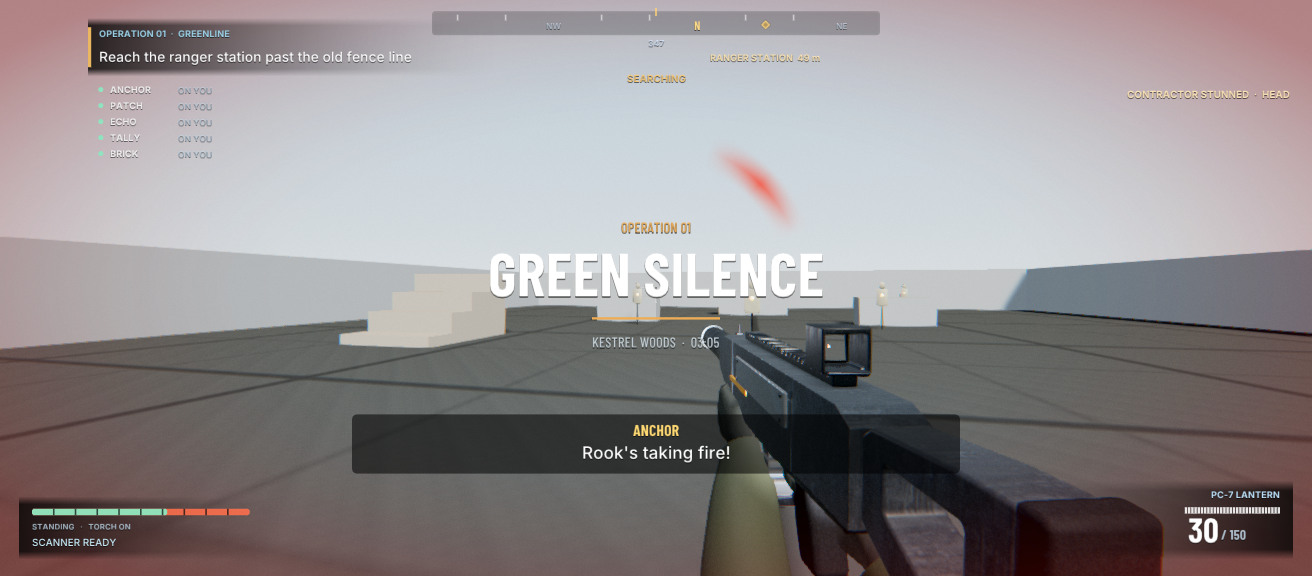 NW
N
NE
347
OPERATION 01 · GREENLINE
Reach the ranger station past the old fence line
RANGER STATION 49 m
SEARCHING
ANCHOR ON YOU
PATCH ON YOU
ECHO ON YOU
TALLY ON YOU
BRICK ON YOU
CONTRACTOR STUNNED · HEAD
OPERATION 01
GREEN SILENCE
KESTREL WOODS · 03:05
ANCHOR
Rook's taking fire!
STANDING · TORCH ON
SCANNER READY
PC-7 LANTERN
30 / 150